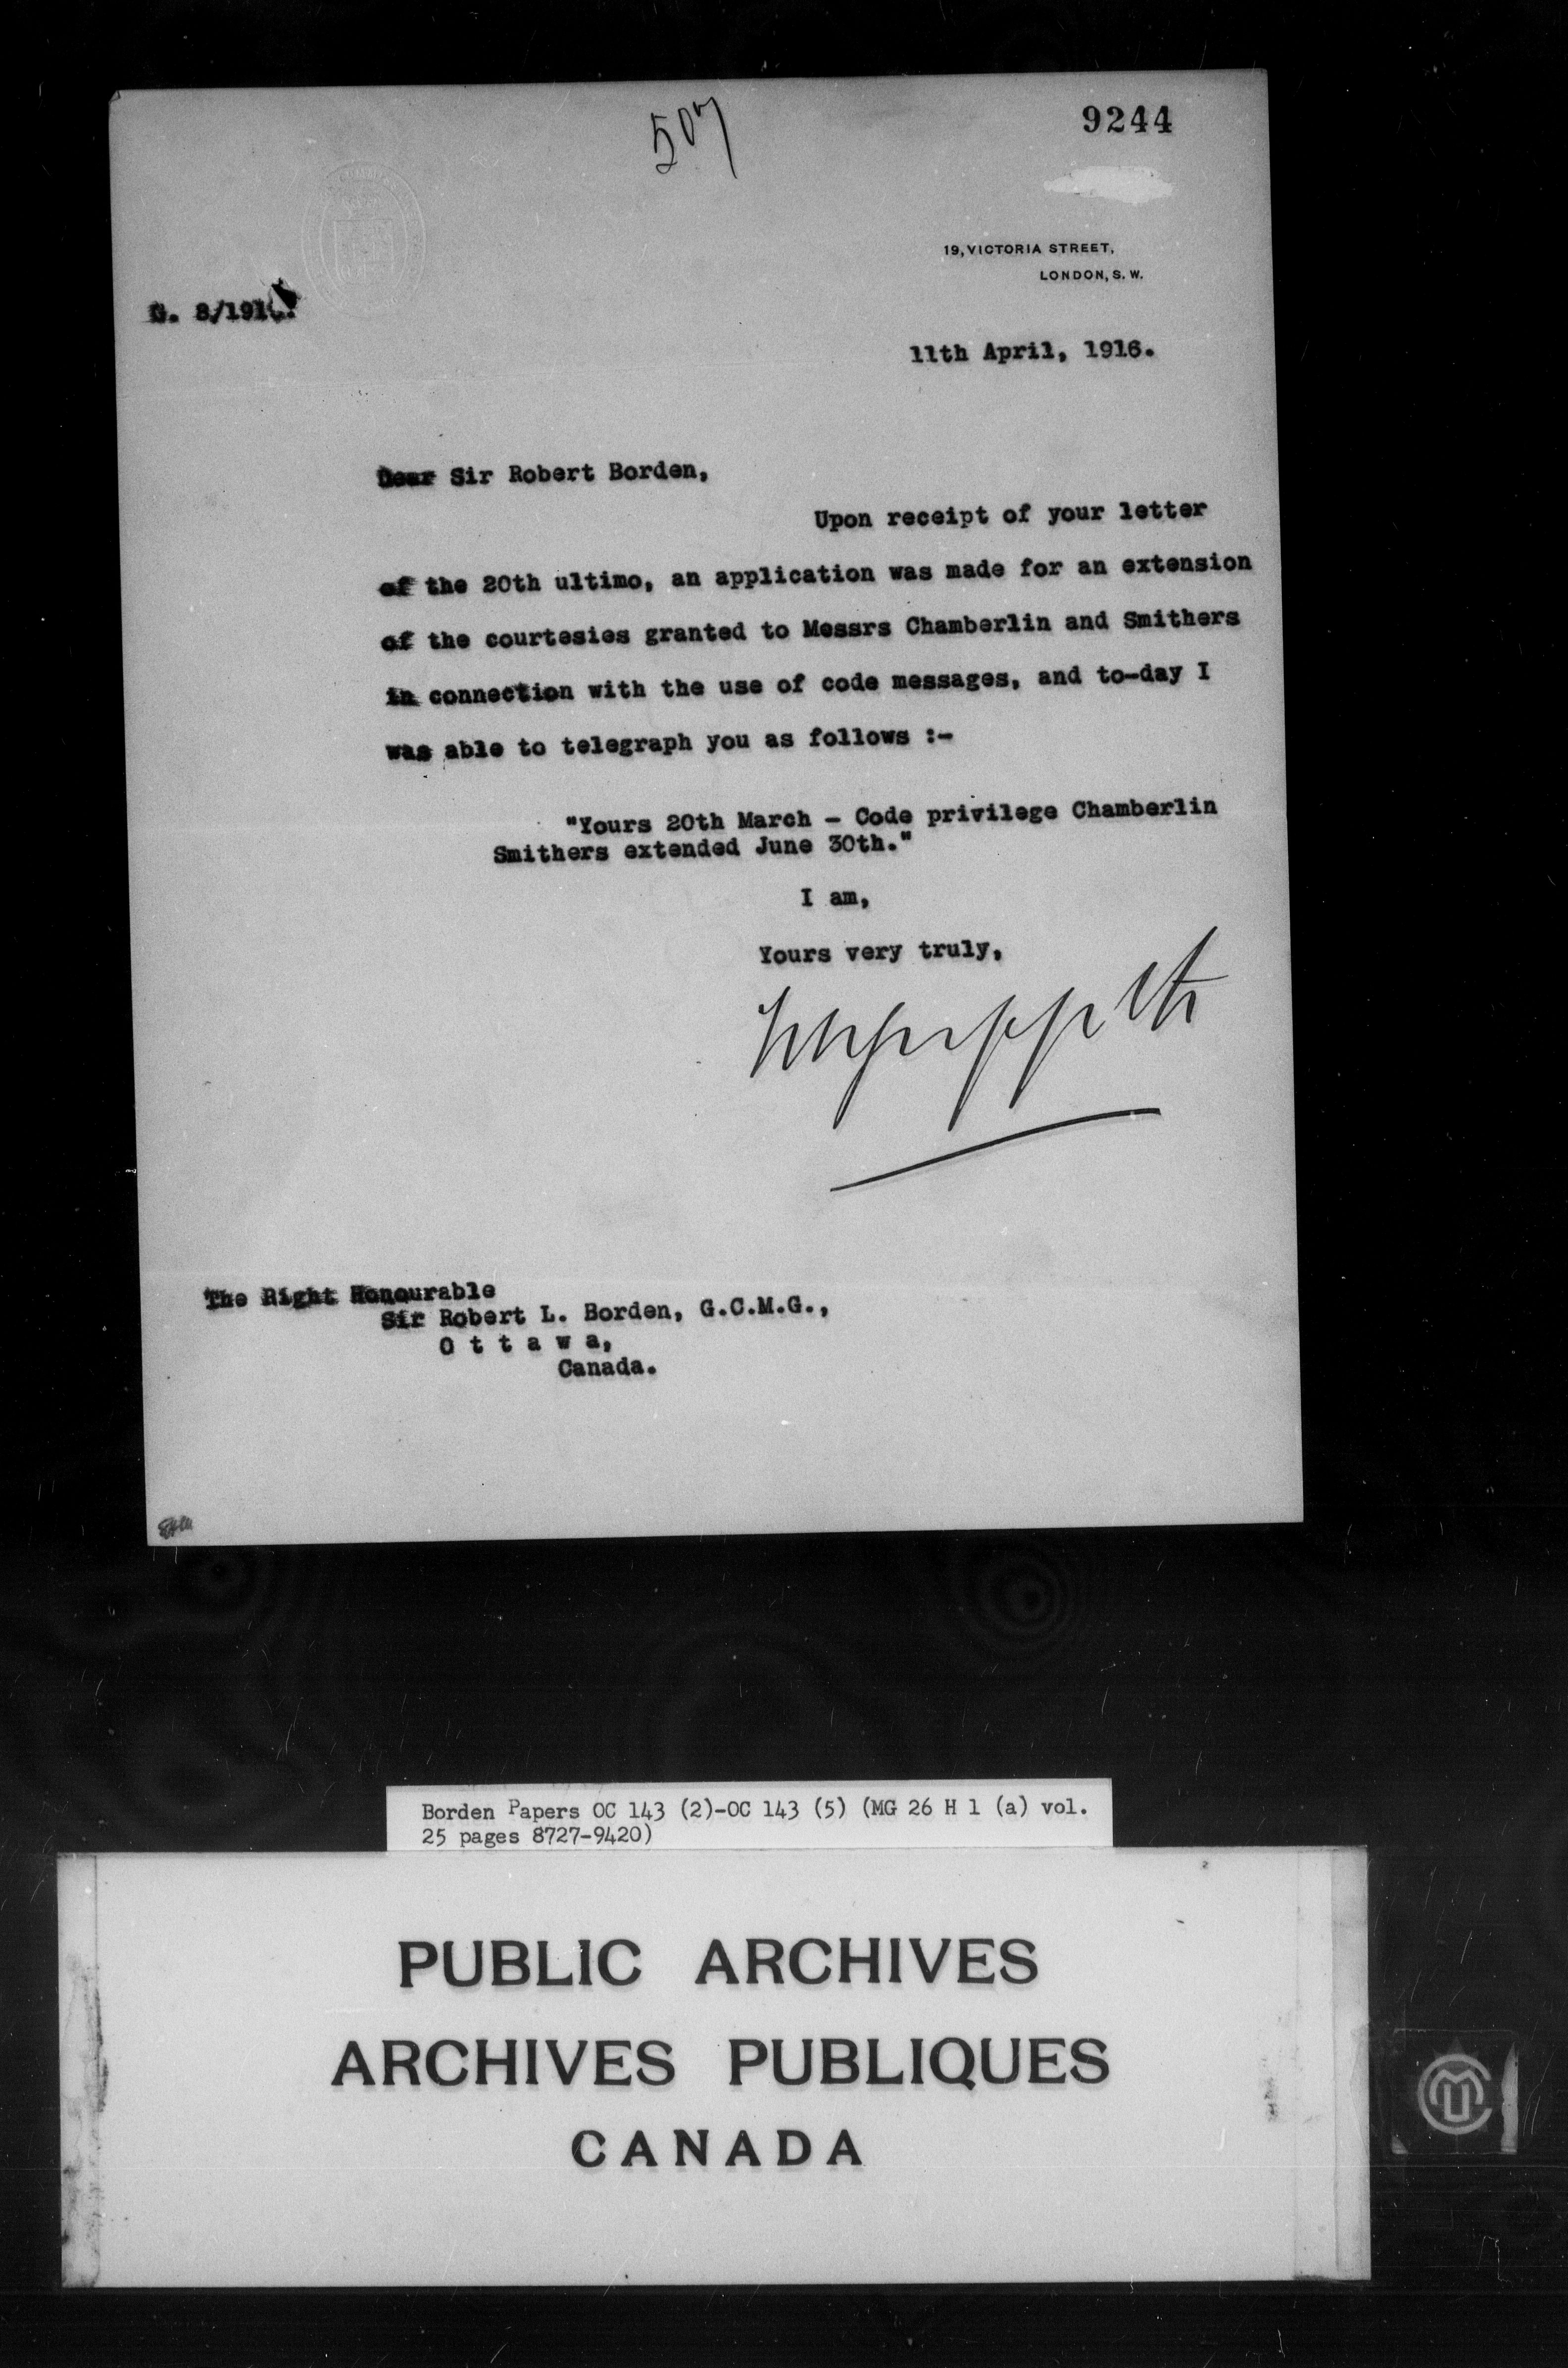 507
9244
19, VICTORIA STREET,
LONDON, S. W.
G. 8/191
11th April, 1916.
Dear Sir Robert Borden,
Upon receipt of your letter
of the 20th ultimo, an application was made for an extension
of the courtesies granted to Messrs Chamberlin and Smithers
in connection with the use of code messages, and to-day I
was able to telegraph you as follows :-
"Yours 20th March - Code privilege Chamberlin
Smithers extended June 30th."
I am,
Yours very truly,
The Right Honourable
Sir Robert L. Borden, G.C.M.G.,
O t t a w a,
Canada.
Borden Papers OC 143 (2)-OC 143 (5) (MG 26 H 1 (a) vol.
25 pages 8727-9420)
PUBLIC ARCHIVES
ARCHIVES PUBLIQUES
CANADA